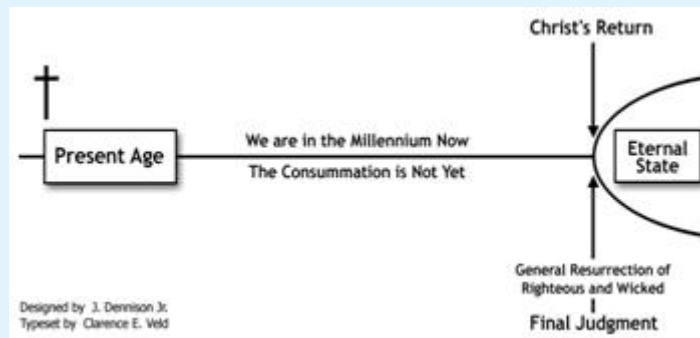 Christ's Return
Present Age
We are in the Millennium Now
The Consummation is Not Yet
Eternal
State
General Resurrection of
Righteous and Wicked
Final Judgment
Designed by J. Dennison Jr.
Typeset by Clarence E. Veld